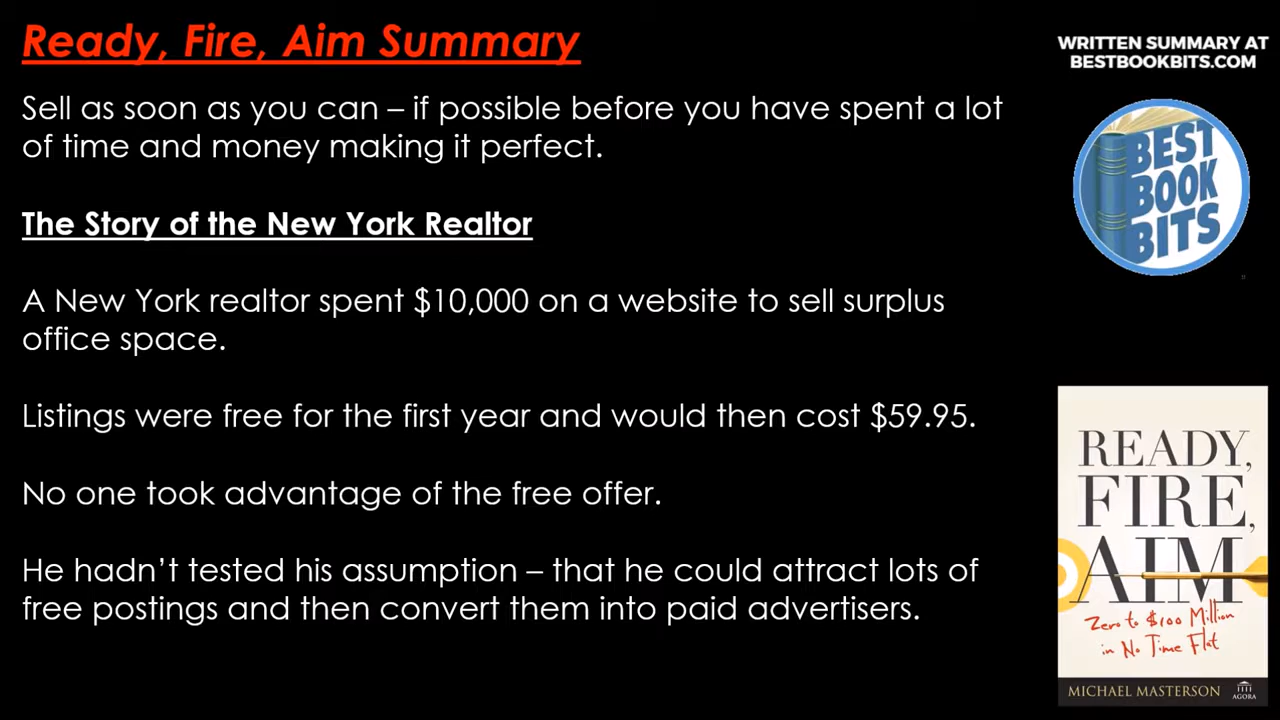 Ready, Fire, Aim Summary
WRITTEN SUMMARY AT
BESTBOOKBITS.COM
Sell as soon as you can – if possible before you have spent a lot
of time and money making it perfect.
BEST
BOOK
BITS
The Story of the New York Realtor
A New York realtor spent $10,000 on a website to sell surplus
office space.
Listings were free for the first year and would then cost $59.95.
No one took advantage of the free offer.
He hadn’t tested his assumption – that he could attract lots of
free postings and then convert them into paid advertisers.
READY,
FIRE,
AIM
Zero to $100 Million
in No Time Flat
MICHAEL MASTERSON
AGORA